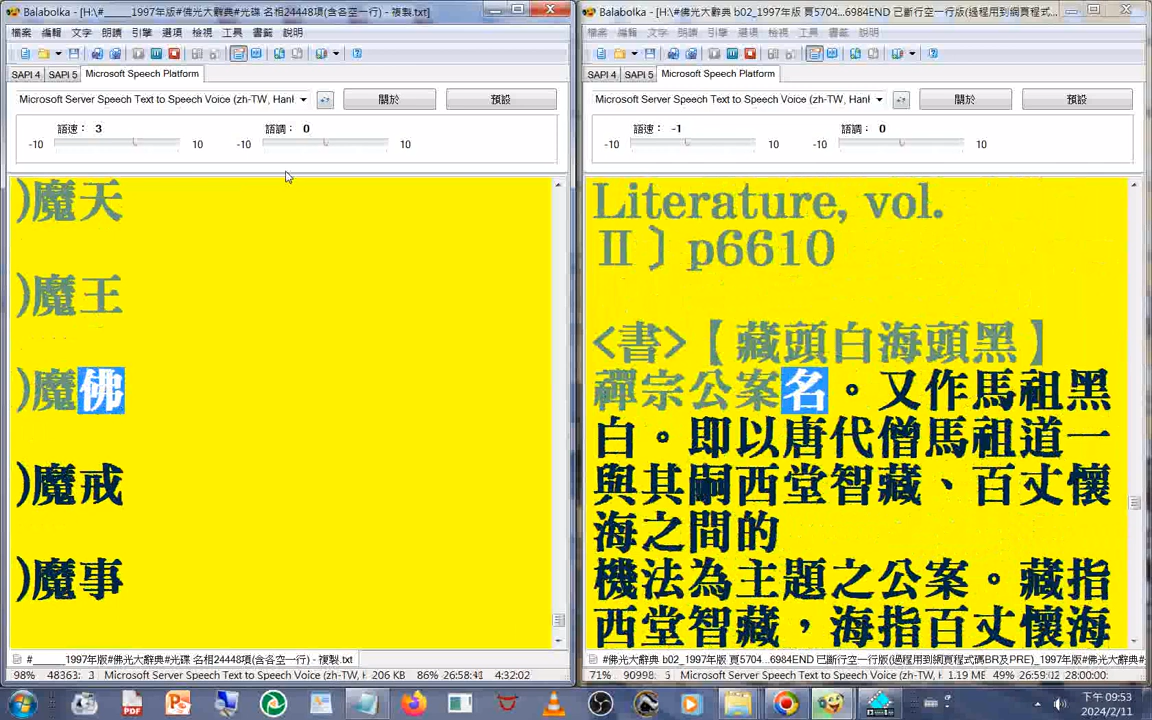 Balabolka - [H:\#_____1997年版#佛光大辭典#光碟 名相24448項(含各空一行) - 複製.txt]
檔案 編輯 文字 朗讀 引擎 選項 檢視 工具 書籤 說明
SAPI 4 SAPI 5 Microsoft Speech Platform
Microsoft Server Speech Text to Speech Voice (zh-TW, HanH
關於 預設
語速： 3 語調： 0
-10 10 -10 10
)魔天
)魔王
)魔佛
)魔戒
)魔事
#______1997年版#佛光大辭典#光碟 名相24448項(含各空一行) - 複製.txt
98% 48363: 3 Microsoft Server Speech Text to Speech Voice (zh-TW, H 206 KB 86% 26:58:41 4:32:02
Balabolka - [H:\#佛光大辭典 b02_1997年版 頁5704...6984END 已斷行空一行版(過程用到網頁程式...
檔案 編輯 文字 朗讀 引擎 選項 檢視 工具 書籤 說明
SAPI 4 SAPI 5 Microsoft Speech Platform
Microsoft Server Speech Text to Speech Voice (zh-TW, HanH
關於 預設
語速： -1 語調： 0
-10 10 -10 10
Literature, vol.
Ⅱ〕p6610
<書>【藏頭白海頭黑】
禪宗公案名。又作馬祖黑
白。即以唐代僧馬祖道一
與其嗣西堂智藏、百丈懷
海之間的
機法為主題之公案。藏指
西堂智藏，海指百丈懷海
#佛光大辭典 b02_1997年版 頁5704...6984END 已斷行空一行版(過程用到網頁程式碼BR及PRE)_1997年版#佛光大辭典#
71% 90998: Microsoft Server Speech Text to Speech Voice (zh-TW, H 1.19 MB 49% 26:59: 28:00:00
下午 09:53
2024/2/11